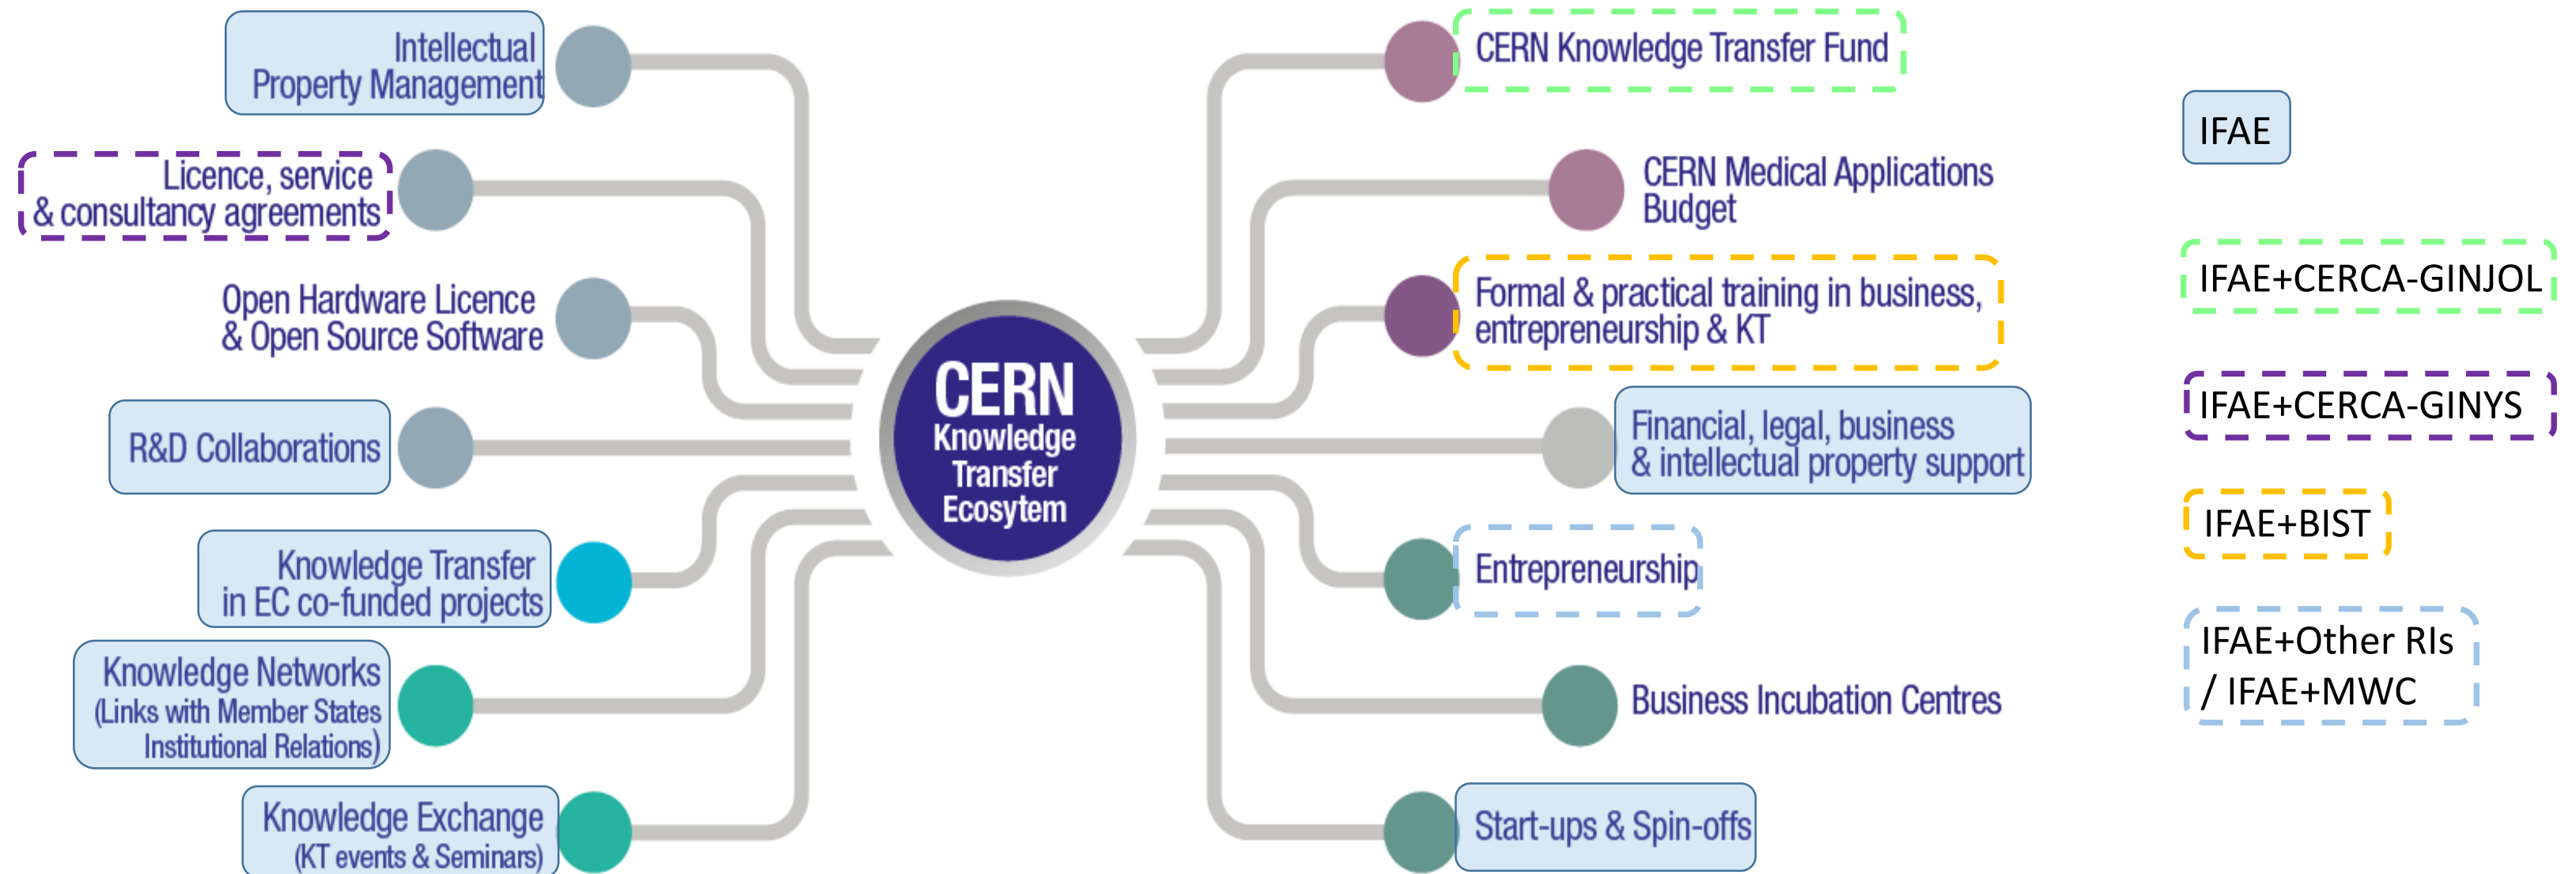 Intellectual
Property Management
Licence, service
& consultancy agreements
Open Hardware Licence
& Open Source Software
R&D Collaborations
Knowledge Transfer
in EC co-funded projects
Knowledge Networks
(Links with Member States
Institutional Relations)
Knowledge Exchange
(KT events & Seminars)
CERN
Knowledge
Transfer
Ecosytem
CERN Knowledge Transfer Fund
CERN Medical Applications
Budget
Formal & practical training in business,
entrepreneurship & KT
Financial, legal, business
& intellectual property support
Entrepreneurship
Business Incubation Centres
Start-ups & Spin-offs
IFAE
IFAE+CERCA-GINJOL
IFAE+CERCA-GINYS
IFAE+BIST
IFAE+Other RIs
/ IFAE+MWC